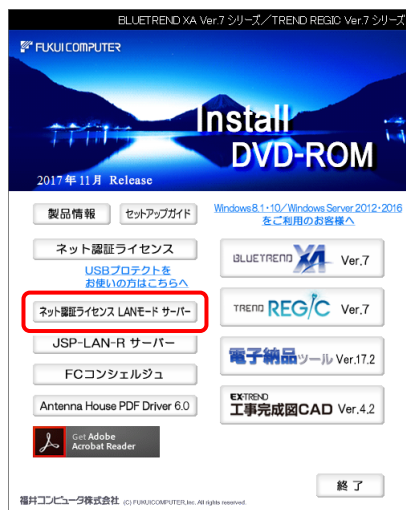 BLUETREND XA Ver.7 シリーズ／TREND REGIC Ver.7 シリーズ
FUKUI COMPUTER
Install
DVD-ROM
2017年11月 Release
製品情報
セットアップガイド
Windows8.1・10／Windows Server 2012・2016
をご利用のお客様へ
ネット認証ライセンス
USBプロテクトを
お使いの方はこちらへ
ネット認証ライセンス LANモード サーバー
JSP-LAN-R サーバー
FCコンシェルジュ
Antenna House PDF Driver 6.0
Get Adobe
Acrobat Reader
BLUETREND XA Ver.7
TREND REGIC Ver.7
電子納品ツール Ver.17.2
EX-TREND
工事完成図CAD Ver.4.2
終了
福井コンピュータ株式会社 (C) FUKUICOMPUTER,Inc. All rights reserved.